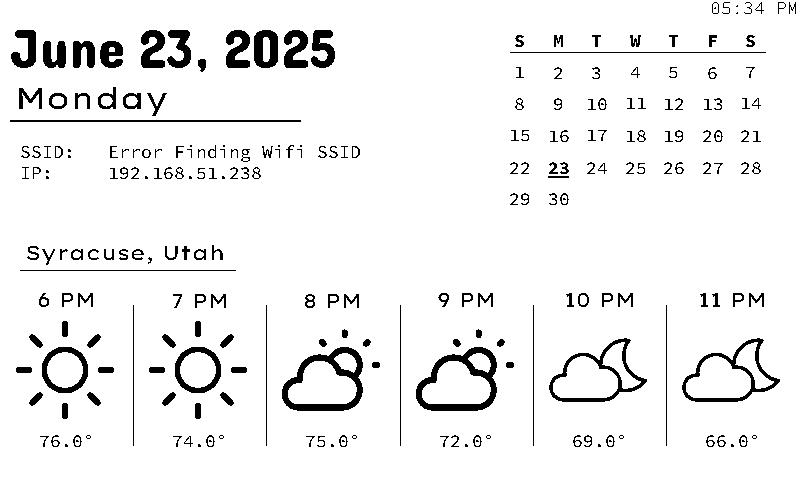 05:34 PM
June 23, 2025
Monday
SSID: Error Finding Wifi SSID
IP: 192.168.51.238
S M T W T F S
1 2 3 4 5 6 7
8 9 10 11 12 13 14
15 16 17 18 19 20 21
22 23 24 25 26 27 28
29 30
Syracuse, Utah
6 PM 7 PM 8 PM 9 PM 10 PM 11 PM
76.0° 74.0° 75.0° 72.0° 69.0° 66.0°